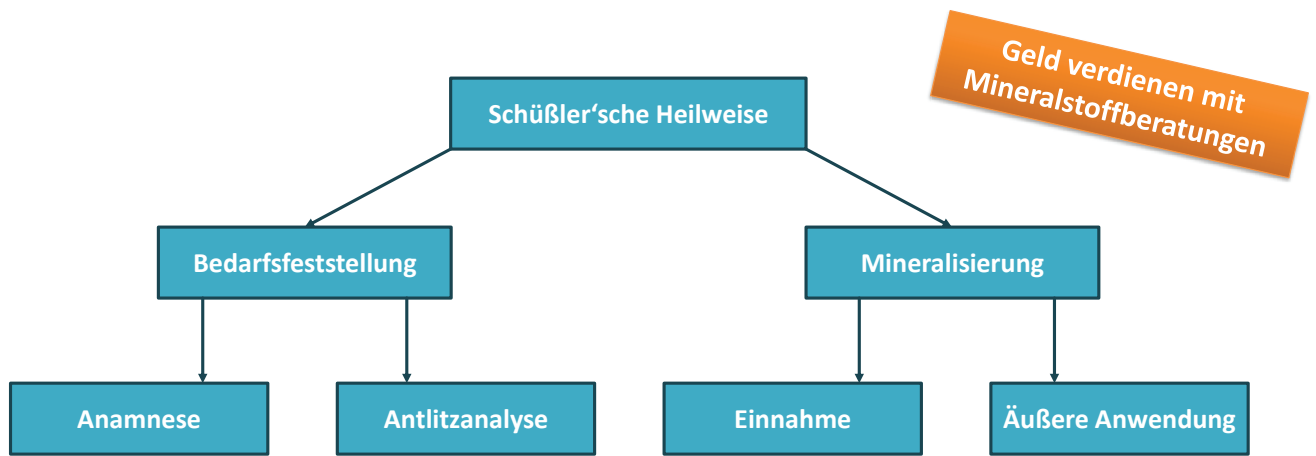 Geld verdienen mit
Mineralstoffberatungen
Schüßler‘sche Heilweise
Bedarfsfeststellung
Mineralisierung
Anamnese
Antlitzanalyse
Einnahme
Äußere Anwendung